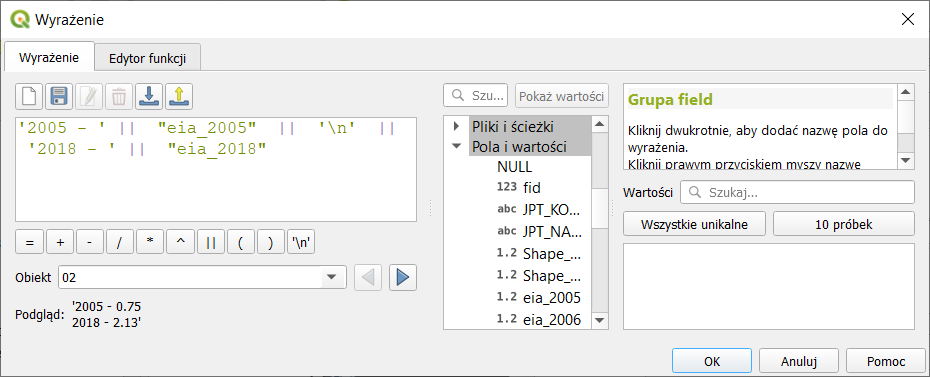 Wyrażenie
Wyrażenie
Edytor funkcji
'2005 - ' || "eia_2005" || '\n' ||
'2018 - ' || "eia_2018"
= + - / * ^ || ( ) '\n'
Obiekt 02
Podgląd: '2005 - 0.75
2018 - 2.13'
Szu...
Pokaż wartości
Pliki i ścieżki
Pola i wartości
NULL
123 fid
abc JPT_KO...
abc JPT_NA...
1.2 Shape_...
1.2 Shape_...
1.2 eia_2005
1.2 eia_2006
Grupa field
Kliknij dwukrotnie, aby dodać nazwę pola do
wyrażenia.
Kliknij prawym przyciskiem myszy nazwę
Wartości Szukaj...
Wszystkie unikalne
10 próbek
OK
Anuluj
Pomoc